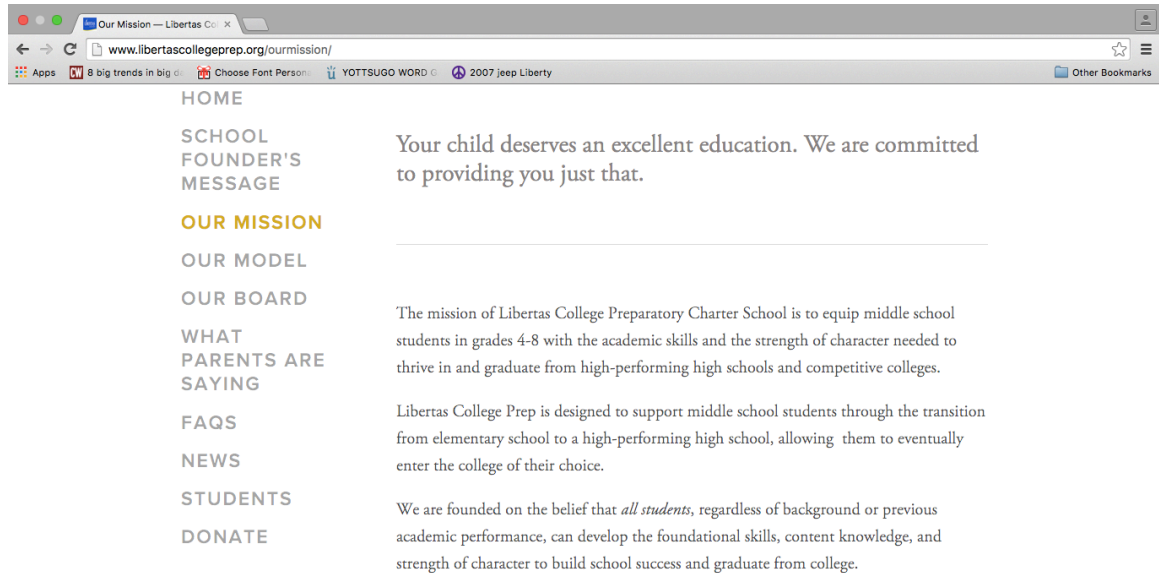 Our Mission — Libertas Col
www.libertascollegeprep.org/ourmission/
Apps
8 big trends in big d
Choose Font Persona
YOTTSUGO WORD G
2007 jeep Liberty
Other Bookmarks
HOME
SCHOOL
FOUNDER'S
MESSAGE
OUR MISSION
OUR MODEL
OUR BOARD
WHAT
PARENTS ARE
SAYING
FAQS
NEWS
STUDENTS
DONATE
Your child deserves an excellent education. We are committed
to providing you just that.
The mission of Libertas College Preparatory Charter School is to equip middle school
students in grades 4-8 with the academic skills and the strength of character needed to
thrive in and graduate from high-performing high schools and competitive colleges.
Libertas College Prep is designed to support middle school students through the transition
from elementary school to a high-performing high school, allowing  them to eventually
enter the college of their choice.
We are founded on the belief that all students, regardless of background or previous
academic performance, can develop the foundational skills, content knowledge, and
strength of character to build school success and graduate from college.